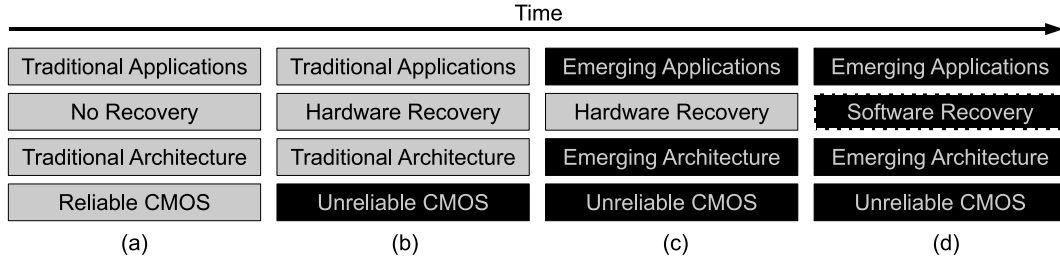 Time
Traditional Applications Traditional Applications Emerging Applications Emerging Applications
No Recovery Hardware Recovery Hardware Recovery Software Recovery
Traditional Architecture Traditional Architecture Emerging Architecture Emerging Architecture
Reliable CMOS Unreliable CMOS Unreliable CMOS Unreliable CMOS
(a) (b) (c) (d)